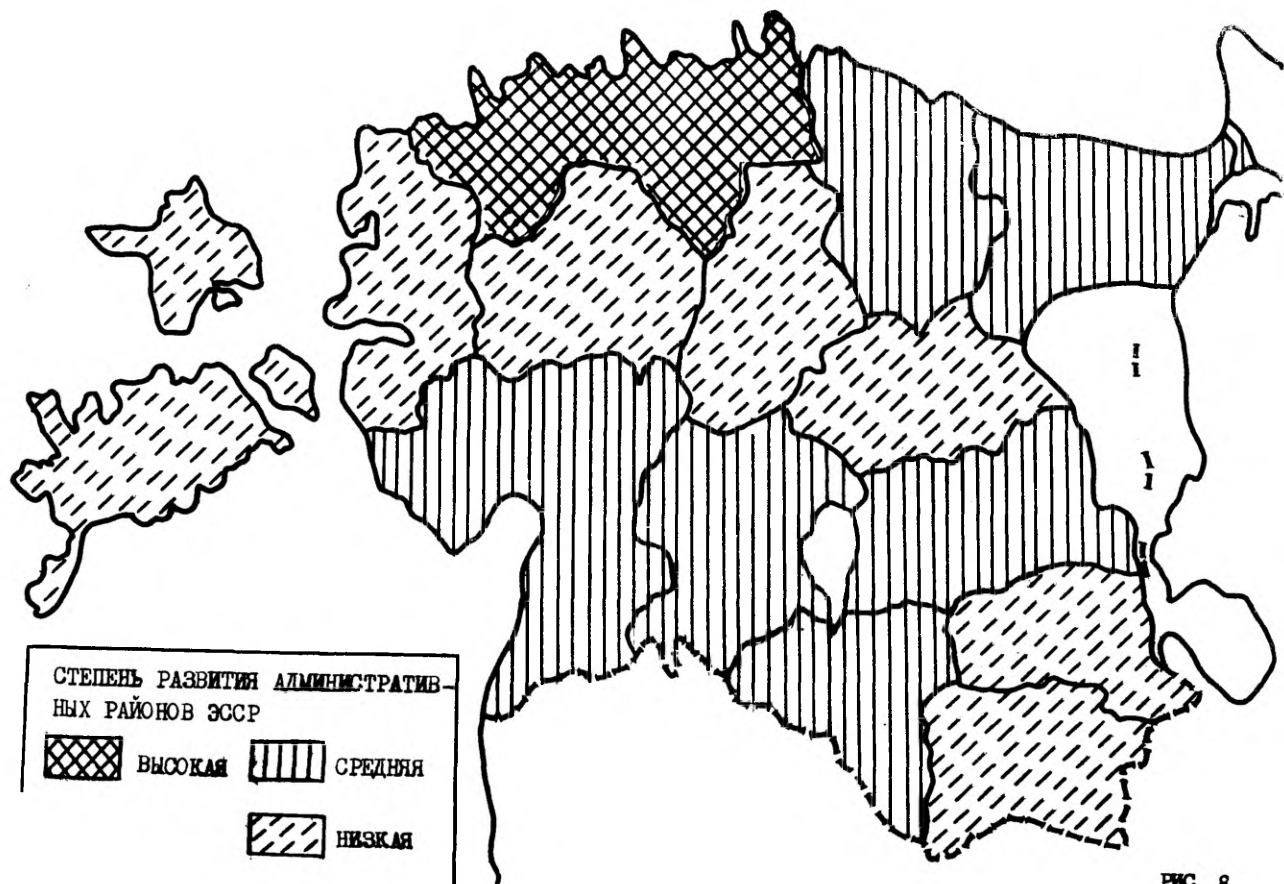 СТЕПЕНЬ РАЗВИТИЯ АДМИНИСТРАТИВ-
НЫХ РАЙОНОВ ЭССР
ВЫСОКАЯ СРЕДНЯЯ
НИЗКАЯ
РИС. 8